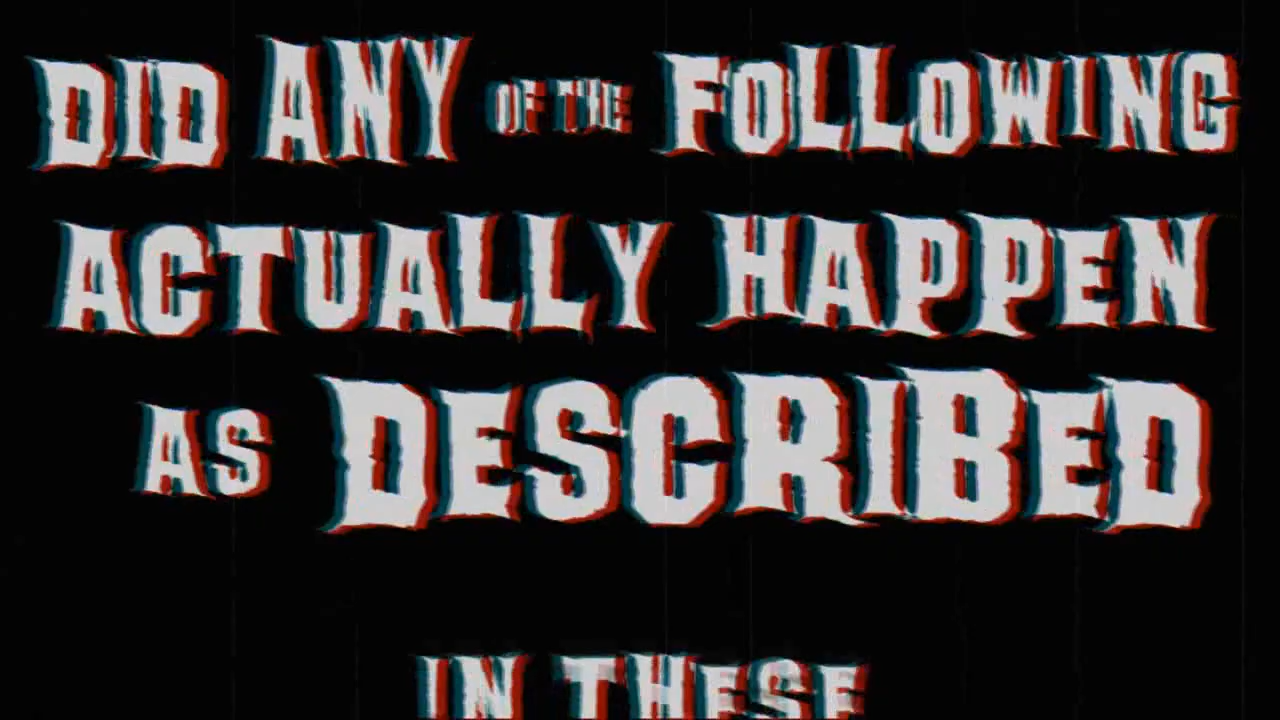 DID ANY OF THE FOLLOWING
ACTUALLY HAPPEN
AS DESCRIBED
IN THESE